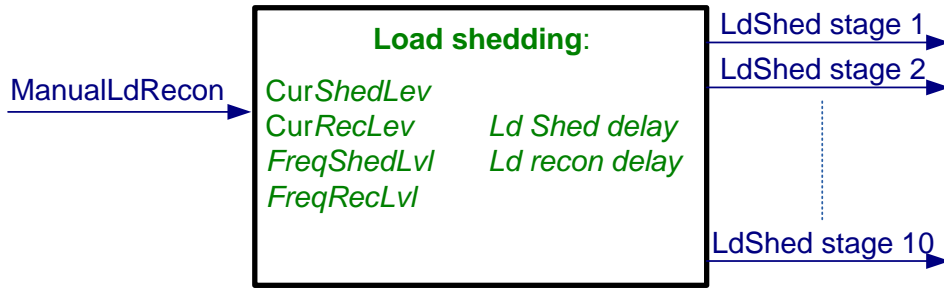 Load shedding:
LdShed stage 1
LdShed stage 2
ManualLdRecon
CurShedLev
CurRecLev Ld Shed delay
FreqShedLvl Ld recon delay
FreqRecLvl
LdShed stage 10